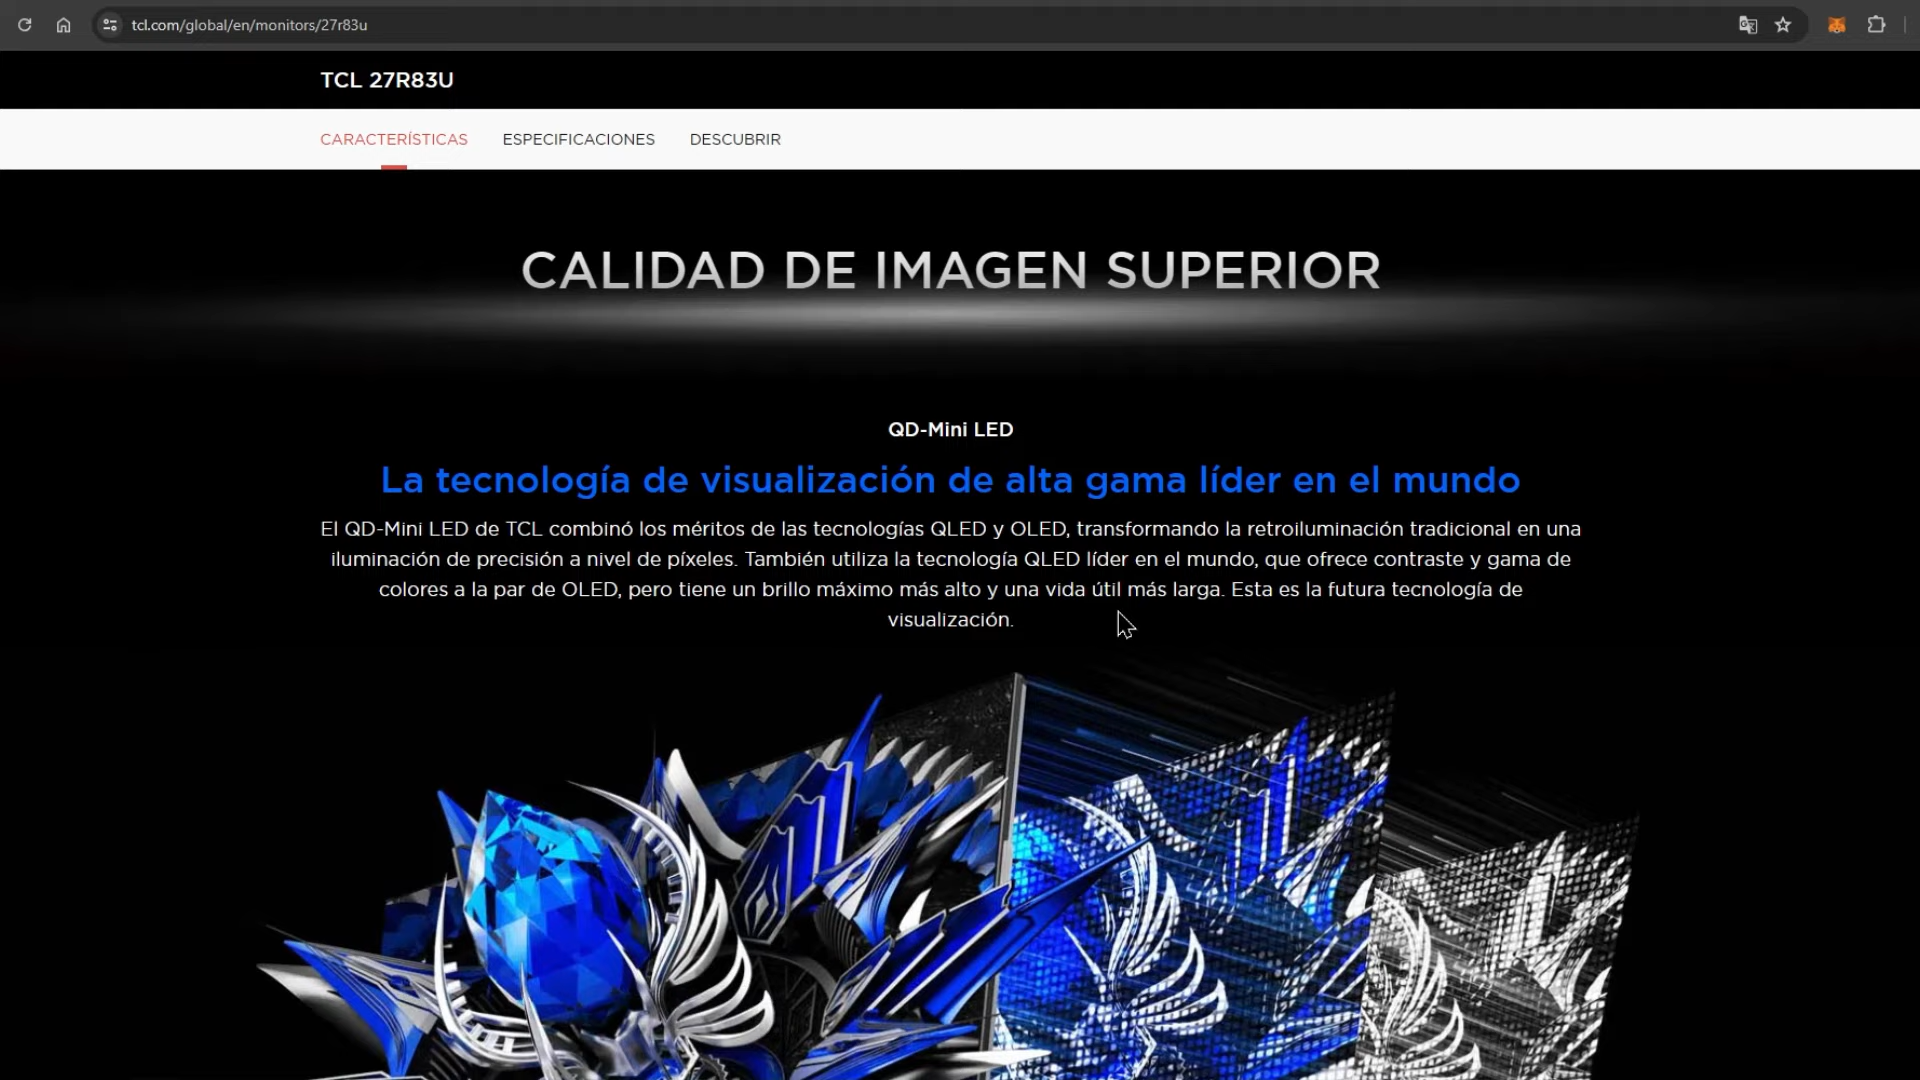 tcl.com/global/en/monitors/27r83u
TCL 27R83U
CARACTERÍSTICAS ESPECIFICACIONES DESCUBRIR
CALIDAD DE IMAGEN SUPERIOR
QD-Mini LED
La tecnología de visualización de alta gama líder en el mundo
El QD-Mini LED de TCL combinó los méritos de las tecnologías QLED y OLED, transformando la retroiluminación tradicional en una
iluminación de precisión a nivel de píxeles. También utiliza la tecnología QLED líder en el mundo, que ofrece contraste y gama de
colores a la par de OLED, pero tiene un brillo máximo más alto y una vida útil más larga. Esta es la futura tecnología de
visualización.